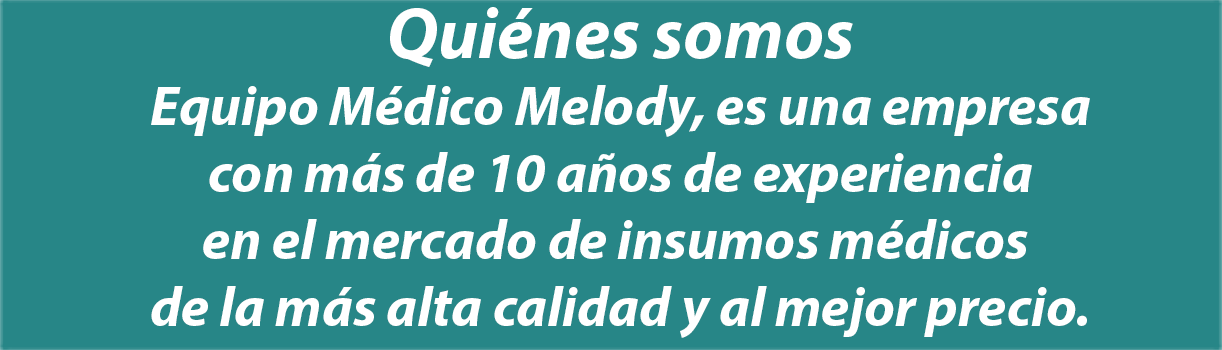 Quiénes somos
Equipo Médico Melody, es una empresa
con más de 10 años de experiencia
en el mercado de insumos médicos
de la más alta calidad y al mejor precio.